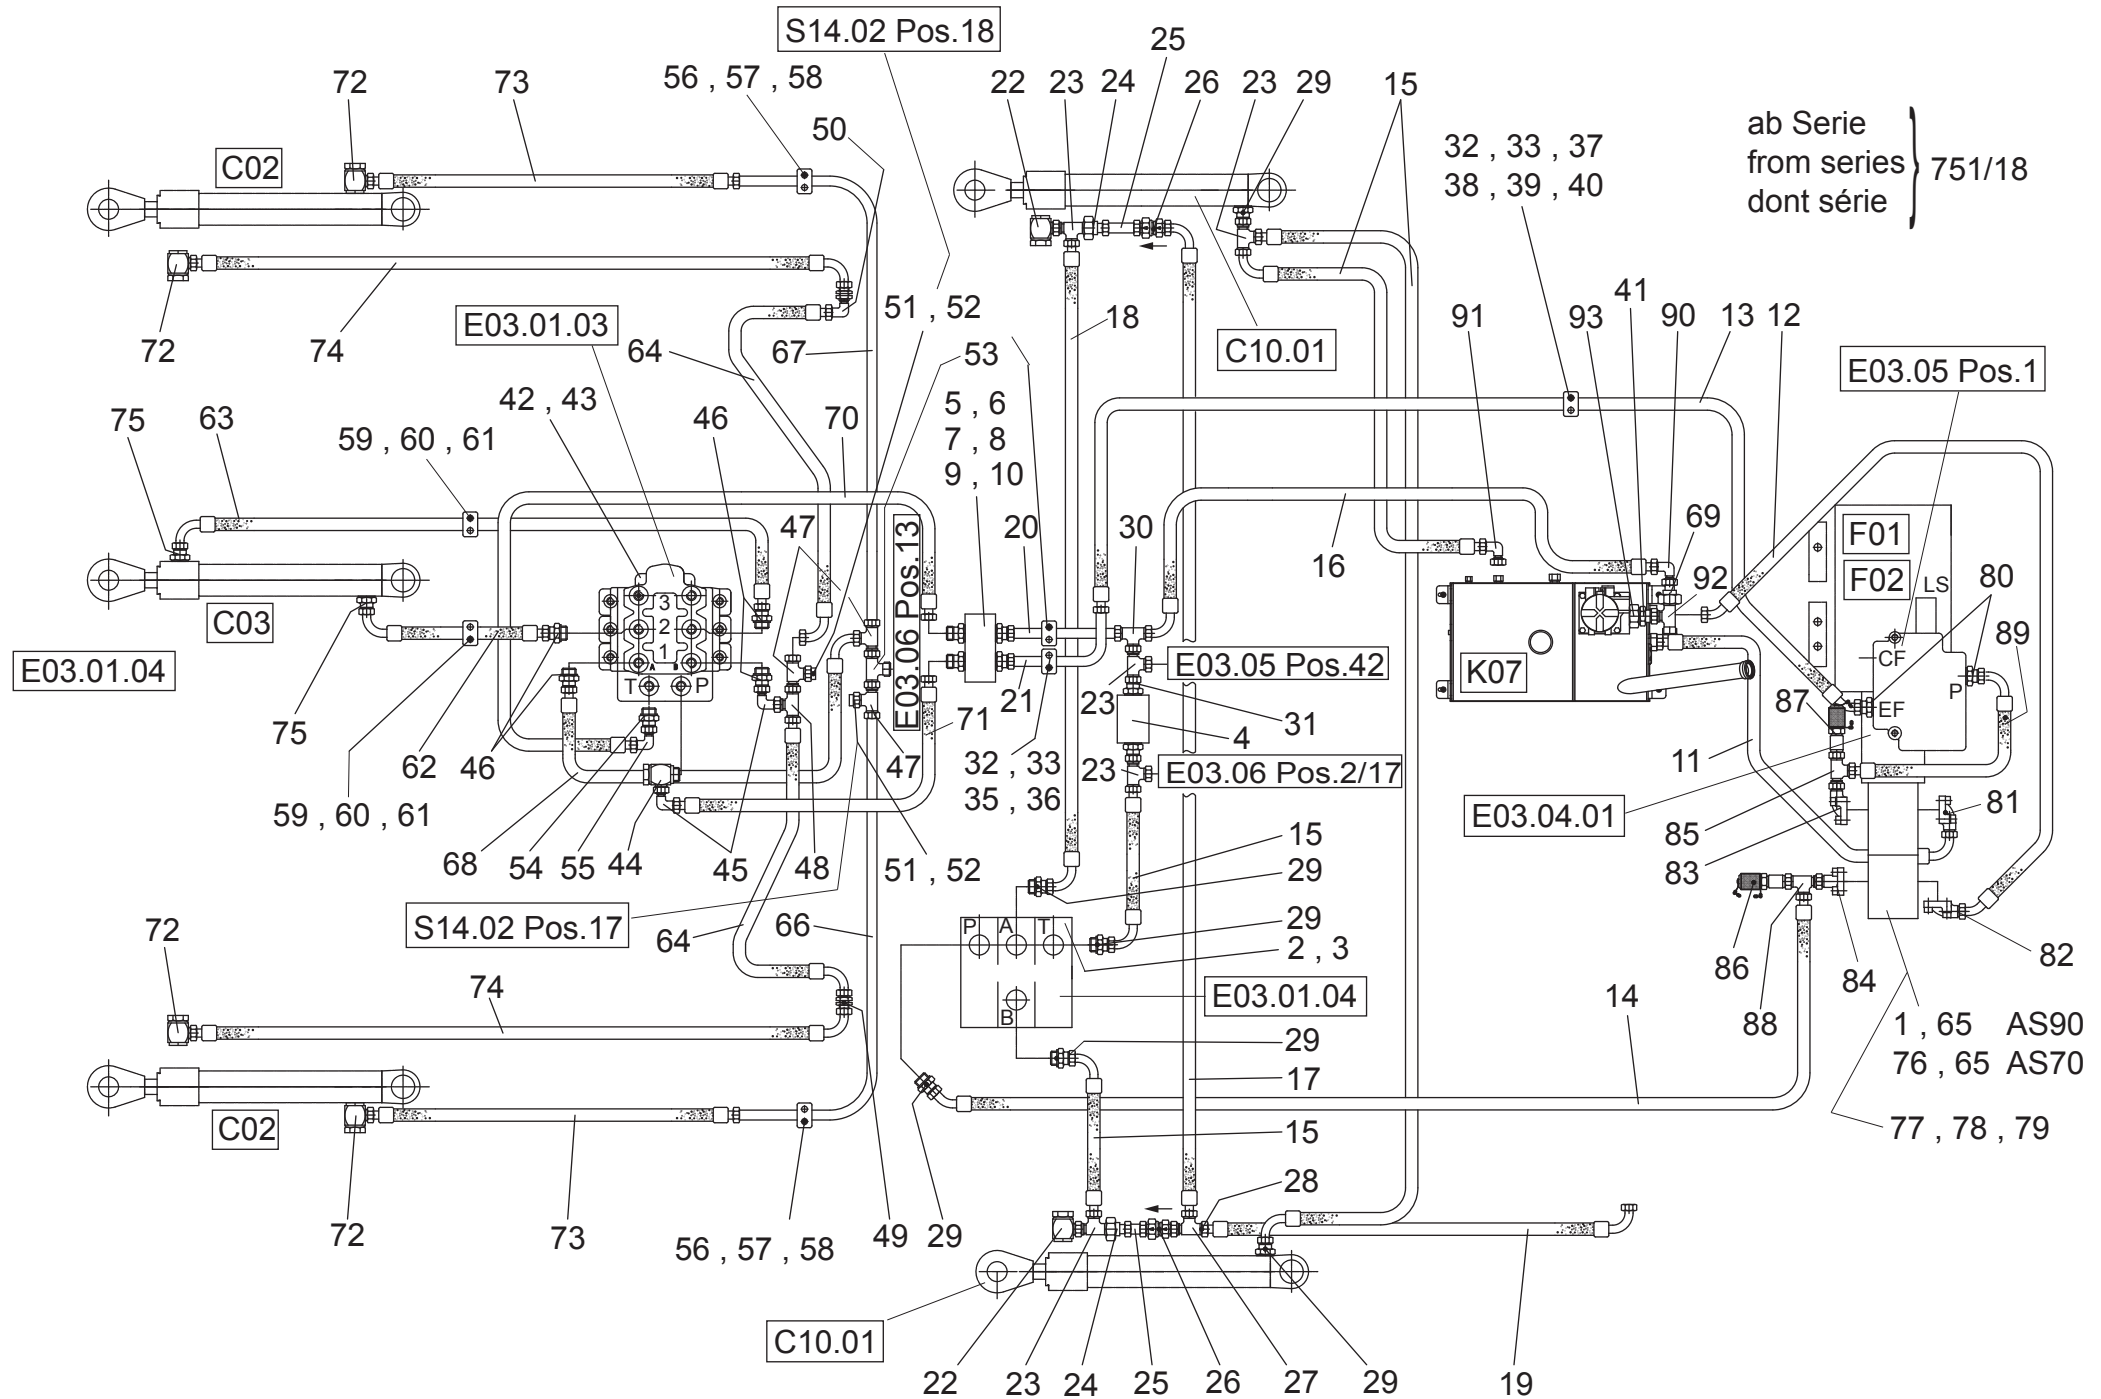 S14.02 Pos.18
25
72
73
56 , 57 , 58
22
23
24
26
23
29
15
50
32 , 33 , 37
38 , 39 , 40
ab Serie
from series
dont série
751/18
C02
72
74
E03.01.03
64
67
51 , 52
53
18
C10.01
91
93
41
90
13
12
E03.05 Pos.1
75
63
59 , 60 , 61
42 , 43
46
70
5 , 6
7 , 8
9 , 10
47
E03.06 Pos.13
20
30
16
69
92
F01
F02
LS
80
89
CF
P
EF
C03
E03.01.04
3
2
1
A
B
T
P
K07
E03.05 Pos.42
75
62
46
71
21
23
31
4
87
11
47
32 , 33
35 , 36
23
E03.06 Pos.2/17
59 , 60 , 61
68
54
55
44
45
48
51 , 52
15
29
E03.04.01
85
83
81
S14.02 Pos.17
72
64
66
P
A
T
B
29
2 , 3
E03.01.04
86
88
84
82
74
14
1 , 65 AS90
76 , 65 AS70
77 , 78 , 79
29
17
C02
15
28
72
73
56 , 57 , 58
49
29
C10.01
22
23
24
25
26
27
29
19